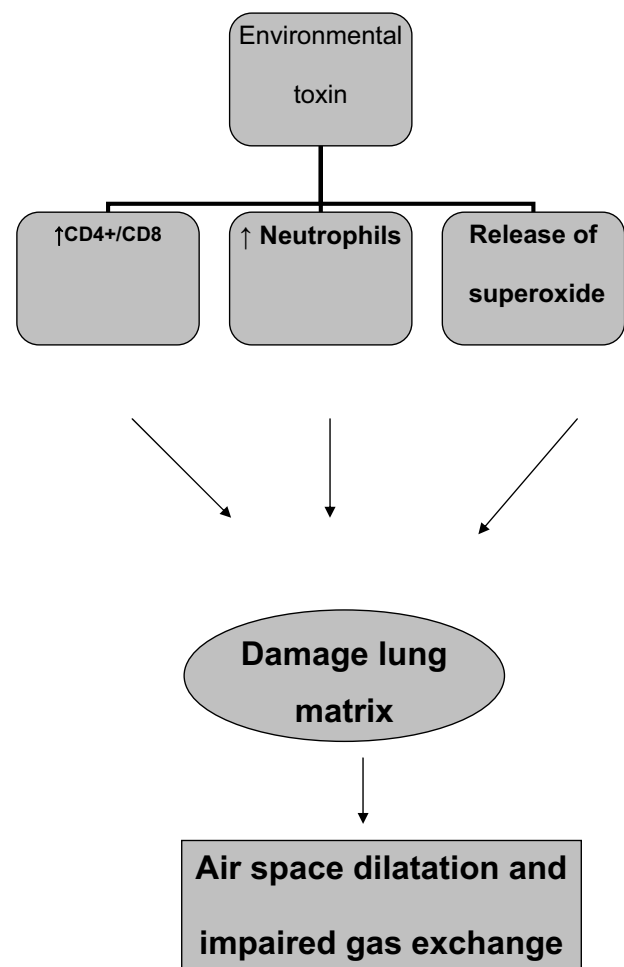 Environmental
toxin
↑CD4+/CD8
↑ Neutrophils
Release of
superoxide
Damage lung
matrix
Air space dilatation and
impaired gas exchange